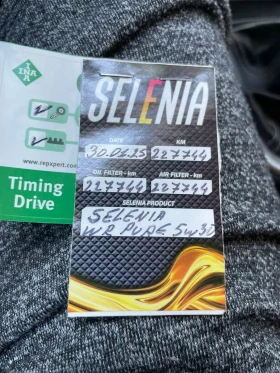 INA
SELENIA
DATE
KM
30.06.25
227744
OIL FILTER - km
AIR FILTER - km
227744
227744
SELENIA PRODUCT
SELENIA
WR PURE 5W30
www.repxpert.com
Timing
Drive